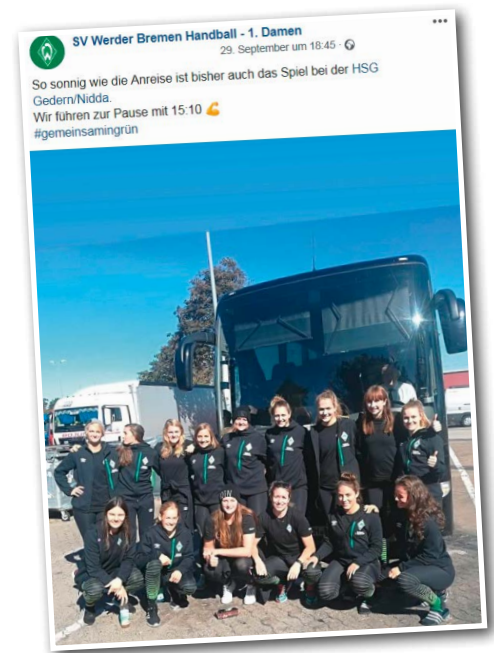 SV Werder Bremen Handball - 1. Damen
29. September um 18:45 ·
So sonnig wie die Anreise ist bisher auch das Spiel bei der HSG
Gedern/Nidda.
Wir führen zur Pause mit 15:10 💪
#gemeinsamingrün